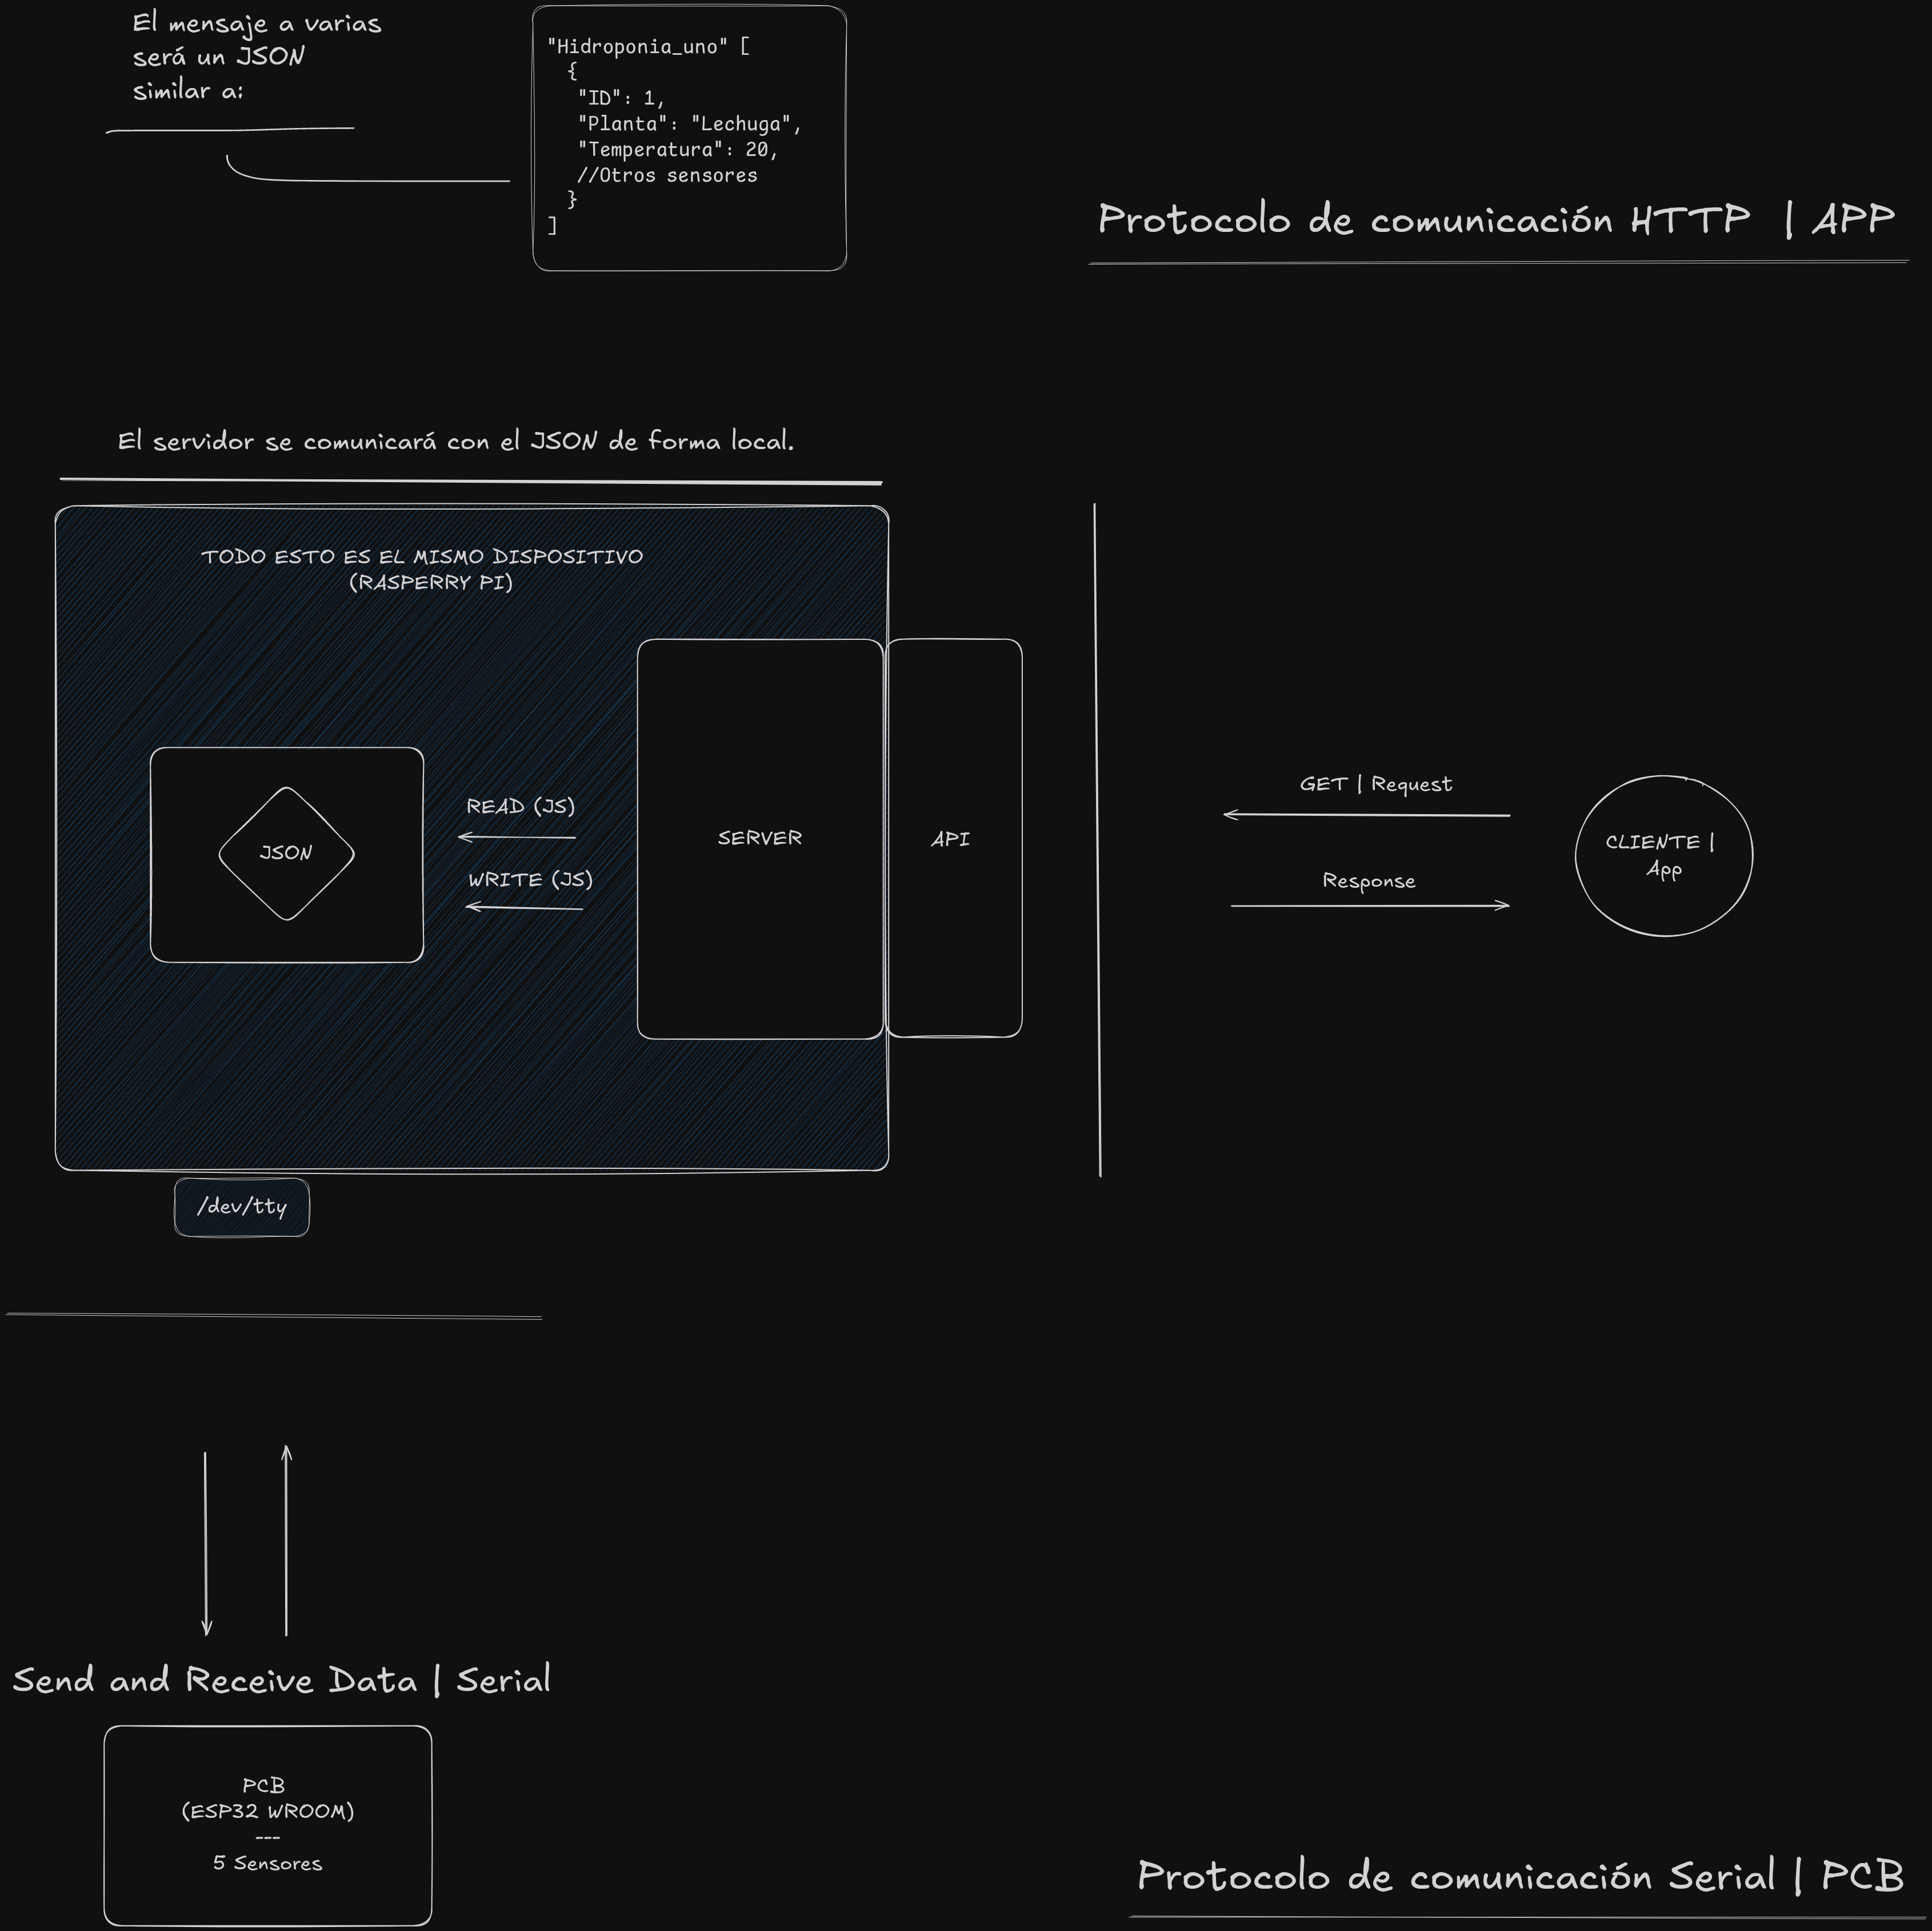 El mensaje a varias
será un JSON
similar a:
"Hidroponia_uno" [
{
"ID": 1,
"Planta": "Lechuga",
"Temperatura": 20,
//Otros sensores
}
]
Protocolo de comunicación HTTP | APP
El servidor se comunicará con el JSON de forma local.
TODO ESTO ES EL MISMO DISPOSITIVO
(RASPERRY PI)
JSON
READ (JS)
WRITE (JS)
SERVER
API
GET | Request
Response
CLIENTE |
App
/dev/tty
Send and Receive Data | Serial
PCB
(ESP32 WROOM)
---
5 Sensores
Protocolo de comunicación Serial | PCB